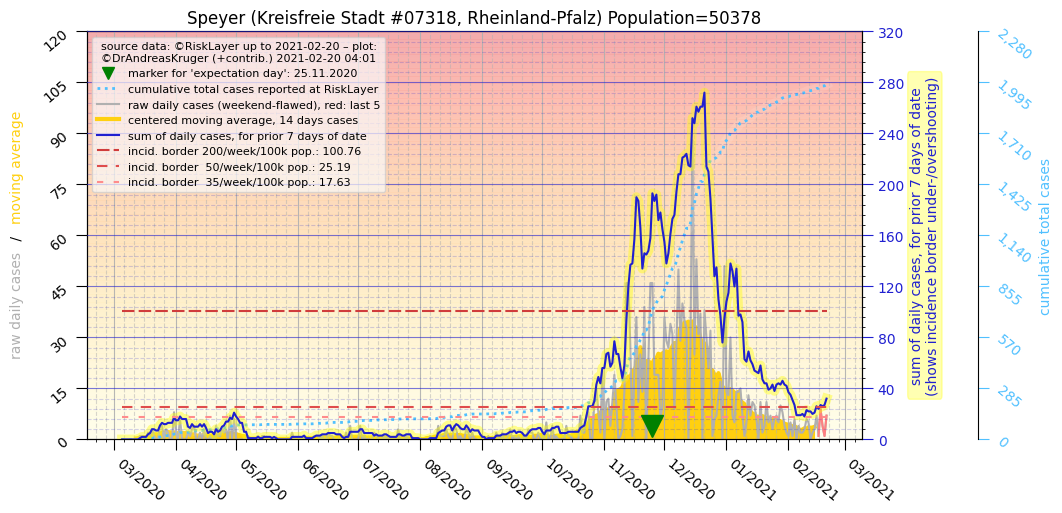 Speyer (Kreisfreie Stadt #07318, Rheinland-Pfalz) Population=50378
source data: ©RiskLayer up to 2021-02-20 – plot:
©DrAndreasKruger (+contrib.) 2021-02-20 04:01
marker for 'expectation day': 25.11.2020
cumulative total cases reported at RiskLayer
raw daily cases (weekend-flawed), red: last 5
centered moving average, 14 days cases
sum of daily cases, for prior 7 days of date
incid. border 200/week/100k pop.: 100.76
incid. border 50/week/100k pop.: 25.19
incid. border 35/week/100k pop.: 17.63
raw daily cases / moving average
120
105
90
75
60
45
30
15
0
03/2020
04/2020
05/2020
06/2020
07/2020
08/2020
09/2020
10/2020
11/2020
12/2020
01/2021
02/2021
03/2021
320
280
240
200
160
120
80
40
0
sum of daily cases, for prior 7 days of date
(shows incidence border under-/overshooting)
2,280
1,995
1,710
1,425
1,140
855
570
285
0
cumulative total cases